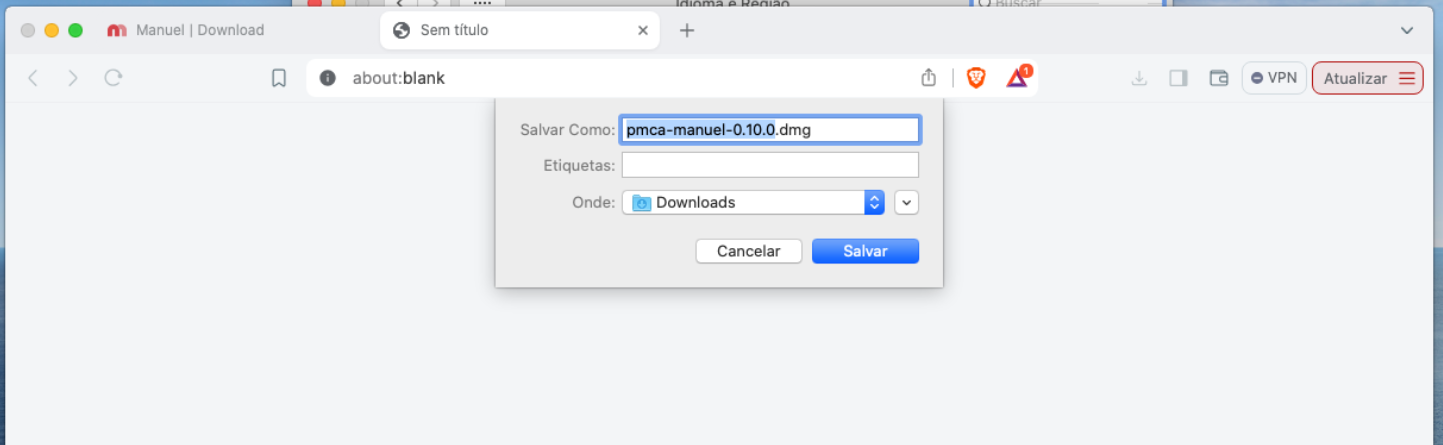 Idioma e Região
Buscar
Manuel | Download
Sem título
about:blank
1
VPN
Atualizar
Salvar Como: pmca-manuel-0.10.0.dmg
Etiquetas:
Onde: Downloads
Cancelar
Salvar